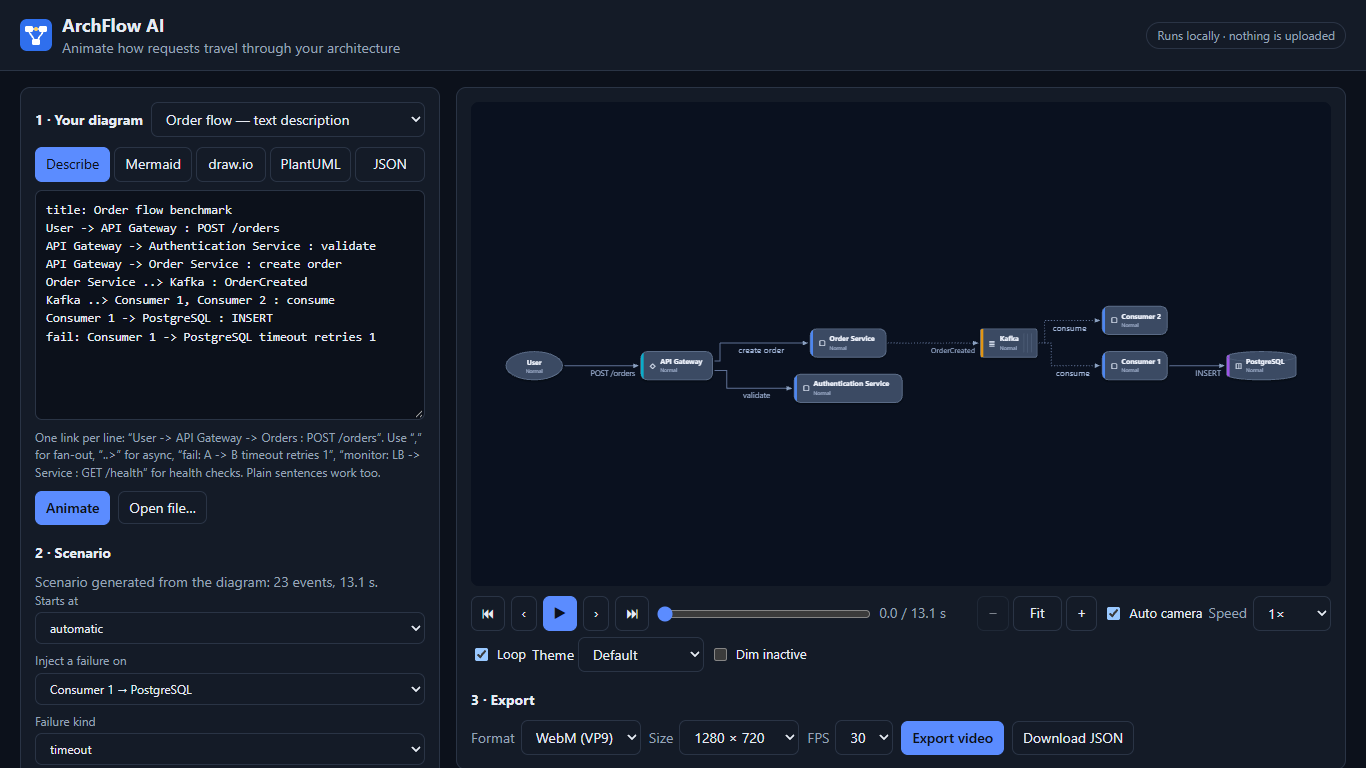 ArchFlow AI
Animate how requests travel through your architecture
Runs locally · nothing is uploaded
1 · Your diagram
Order flow — text description
Describe
Mermaid
draw.io
PlantUML
JSON
title: Order flow benchmark
User -> API Gateway : POST /orders
API Gateway -> Authentication Service : validate
API Gateway -> Order Service : create order
Order Service ..> Kafka : OrderCreated
Kafka ..> Consumer 1, Consumer 2 : consume
Consumer 1 -> PostgreSQL : INSERT
fail: Consumer 1 -> PostgreSQL timeout retries 1
One link per line: “User -> API Gateway -> Orders : POST /orders”. Use “,”
for fan-out, “..>” for async, “fail: A -> B timeout retries 1”, “monitor: LB ->
Service : GET /health” for health checks. Plain sentences work too.
Animate
Open file...
2 · Scenario
Scenario generated from the diagram: 23 events, 13.1 s.
Starts at
automatic
Inject a failure on
Consumer 1 → PostgreSQL
Failure kind
timeout
User
Normal
POST /orders
API Gateway
Normal
create order
validate
Order Service
Normal
Authentication Service
Normal
OrderCreated
Kafka
Normal
consume
consume
Consumer 2
Normal
Consumer 1
Normal
INSERT
PostgreSQL
Normal
0.0 / 13.1 s
Fit
Auto camera
Speed
1×
Loop
Theme
Default
Dim inactive
3 · Export
Format
WebM (VP9)
Size
1280 × 720
FPS
30
Export video
Download JSON